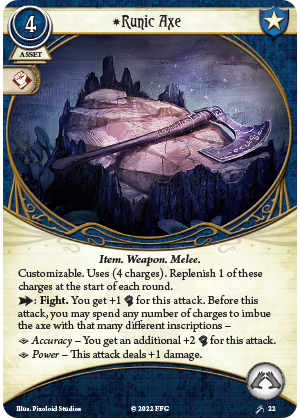 4
*Runic Axe
ASSET
Item. Weapon. Melee.
Customizable. Uses (4 charges). Replenish 1 of these
charges at the start of each round.
: Fight. You get +1 for this attack. Before this
attack, you may spend any number of charges to imbue
the axe with that many different inscriptions –
Accuracy – You get an additional +2 for this attack.
Power – This attack deals +1 damage.
Illus. Pixoloid Studios
© 2022 FFG
22